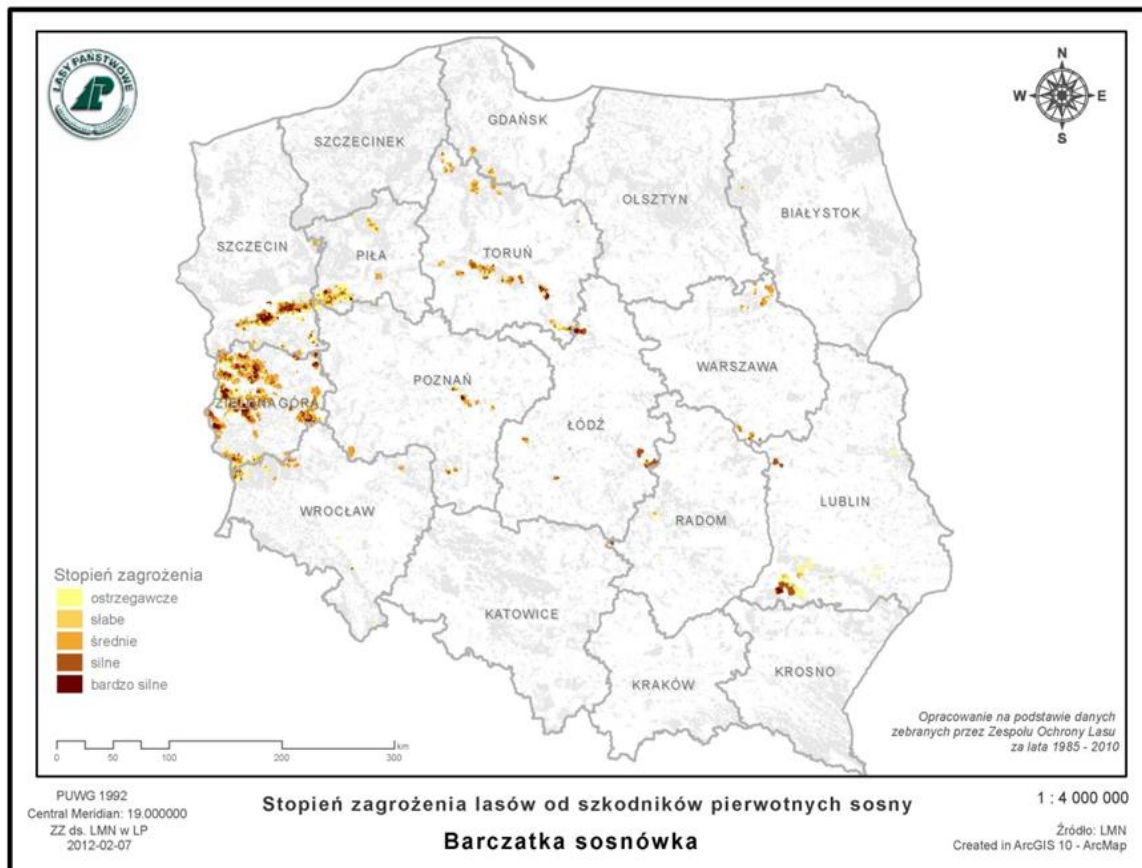 LASY PAŃSTWOWE
N
W E
S
GDAŃSK
SZCZECINEK
OLSZTYN
BIAŁYSTOK
SZCZECIN
PIŁA
TORUŃ
WARSZAWA
POZNAŃ
ZIELONA GÓRA
ŁÓDŹ
LUBLIN
WROCŁAW
RADOM
Stopień zagrożenia
ostrzegawcze
słabe
średnie
silne
bardzo silne
KATOWICE
KRAKÓW
KROSNO
Opracowanie na podstawie danych
zebranych przez Zespołu Ochrony Lasu
za lata 1985 - 2010
km
0 50 100 200 300
PUWG 1992
Central Meridian: 19.000000
ZZ ds. LMN w LP
2012-02-07
Stopień zagrożenia lasów od szkodników pierwotnych sosny
Barczatka sosnówka
1 : 4 000 000
Źródło: LMN
Created in ArcGIS 10 - ArcMap